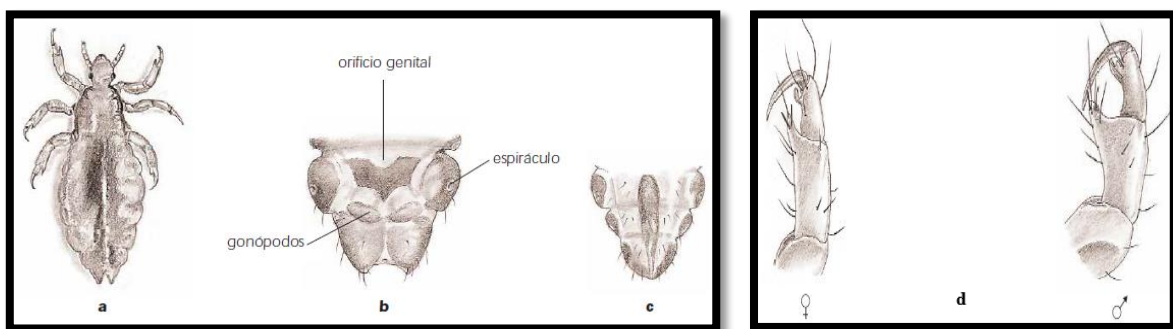 orificio genital
espiráculo
gonópodos
a
b
c
d
♀
♂